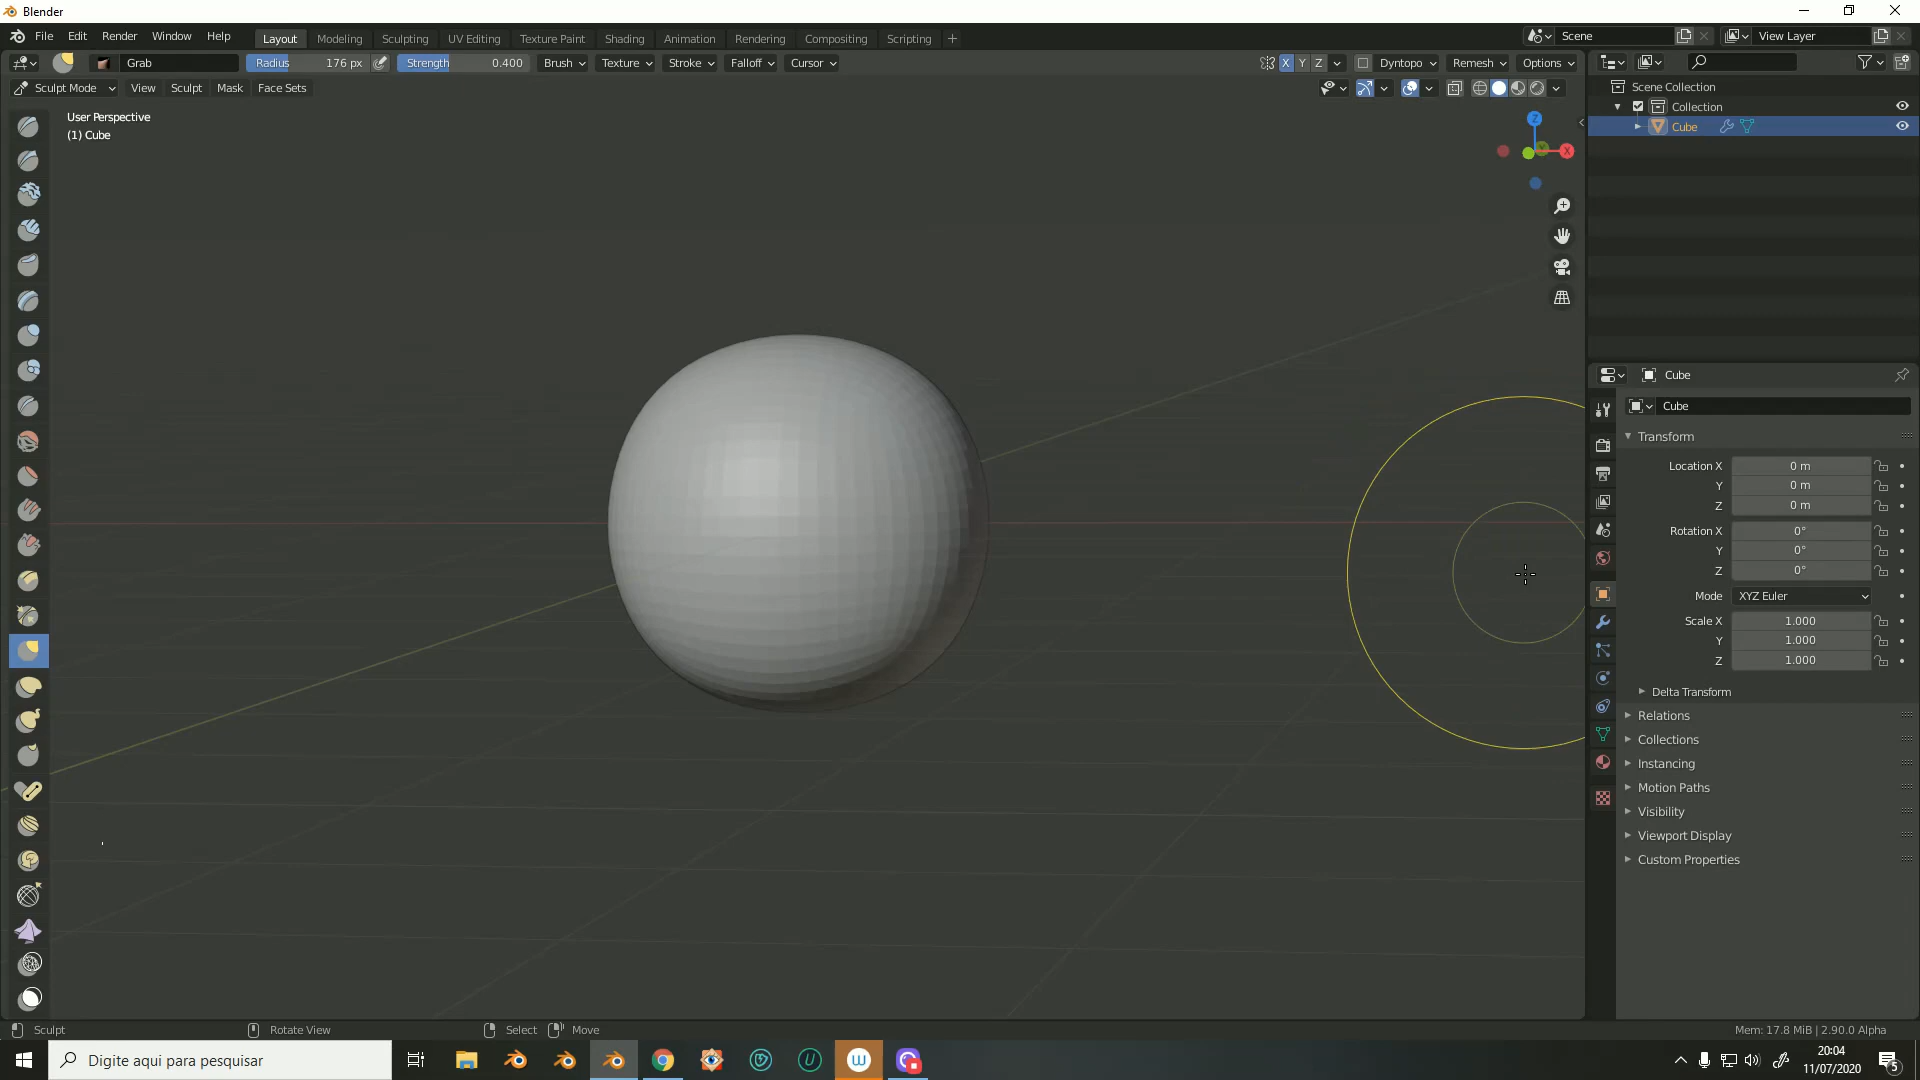 Blender
File Edit Render Window Help
Layout Modeling Sculpting UV Editing Texture Paint Shading Animation Rendering Compositing Scripting +
Scene
View Layer
Grab
Radius 176 px
Strength 0.400
Brush Texture Stroke Falloff Cursor
X Y Z
Dyntopo Remesh Options
Sculpt Mode View Sculpt Mask Face Sets
User Perspective
(1) Cube
Z
X
Scene Collection
Collection
Cube
Cube
Cube
Transform
Location X 0 m
Y 0 m
Z 0 m
Rotation X 0°
Y 0°
Z 0°
Mode XYZ Euler
Scale X 1.000
Y 1.000
Z 1.000
Delta Transform
Relations
Collections
Instancing
Motion Paths
Visibility
Viewport Display
Custom Properties
Sculpt Rotate View Select Move
Mem: 17.8 MiB | 2.90.0 Alpha
Digite aqui para pesquisar
20:04
11/07/2020
5